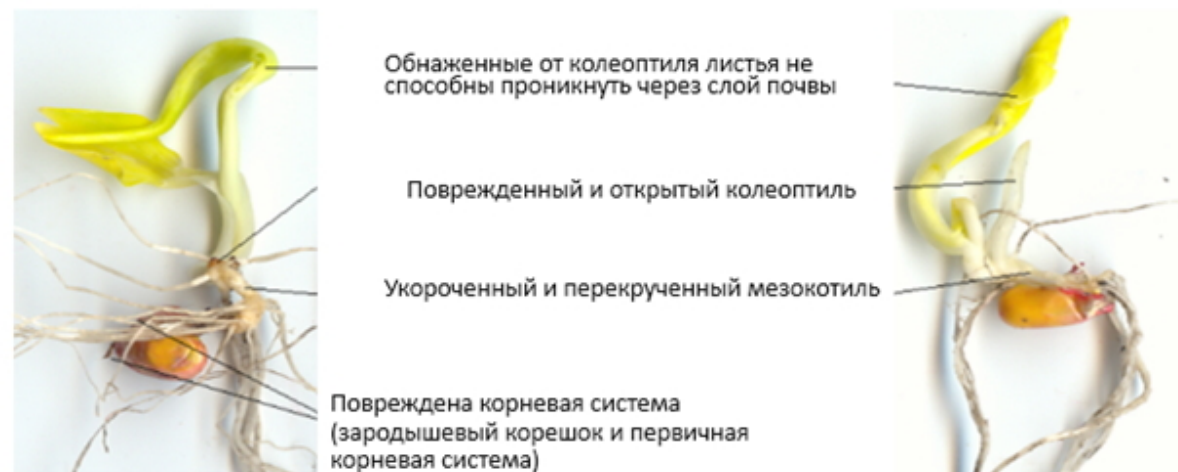 Обнаженные от колеоптиля листья не
способны проникнуть через слой почвы
Поврежденный и открытый колеоптиль
Укороченный и перекрученный мезокотиль
Повреждена корневая система
(зародышевый корешок и первичная
корневая система)